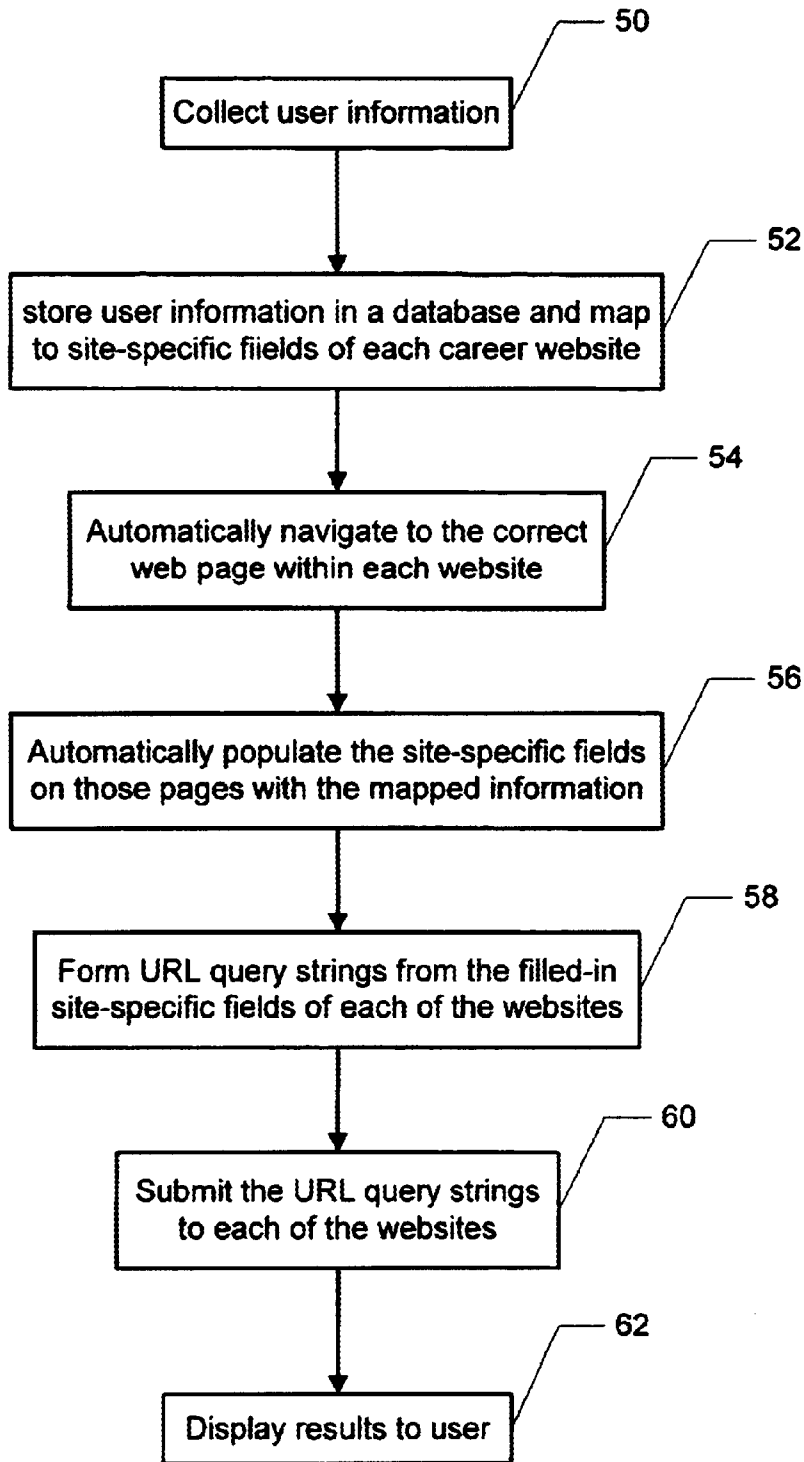 50
Collect user information
52
store user information in a database and map
to site-specific fiields of each career website
54
Automatically navigate to the correct
web page within each website
56
Automatically populate the site-specific fields
on those pages with the mapped information
58
Form URL query strings from the filled-in
site-specific fields of each of the websites
60
Submit the URL query strings
to each of the websites
62
Display results to user